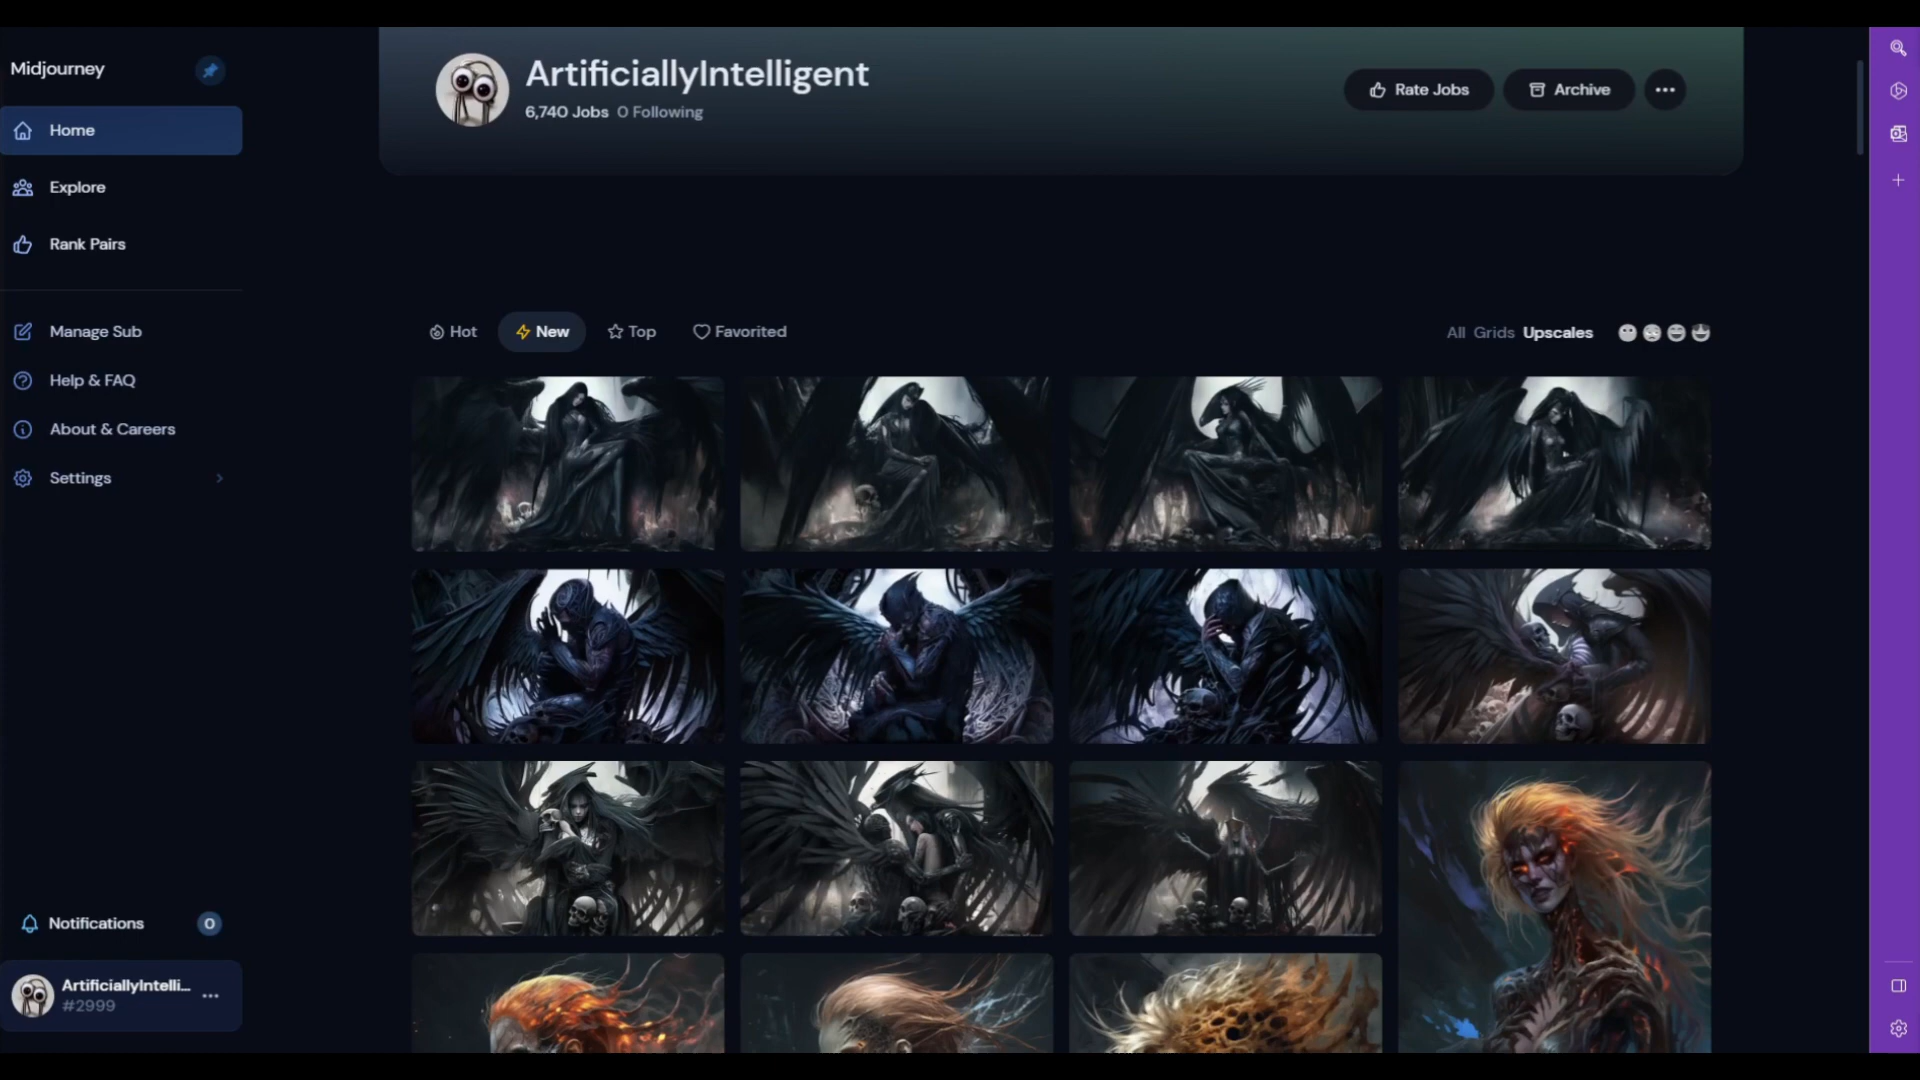 Midjourney
Home
Explore
Rank Pairs
Manage Sub
Help & FAQ
About & Careers
Settings
Notifications 0
ArtificiallyIntelli...
#2999
ArtificiallyIntelligent
6,740 Jobs 0 Following
Rate Jobs Archive
Hot New Top Favorited
All Grids Upscales